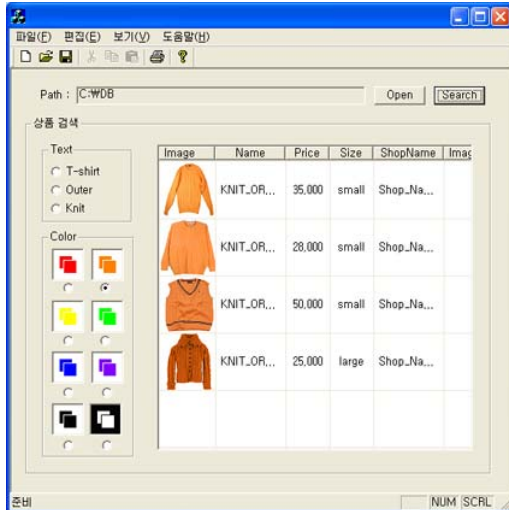 파일(F) 편집(E) 보기(V) 도움말(H)
Path : C:₩DB Open Search
상품 검색
Text
T-shirt
Outer
Knit
Color
Image Name Price Size ShopName Imag
KNIT_OR... 35,000 small Shop_Na...
KNIT_OR... 28,000 small Shop_Na...
KNIT_OR... 50,000 small Shop_Na...
KNIT_OR... 25,000 large Shop_Na...
준비 NUM SCRL